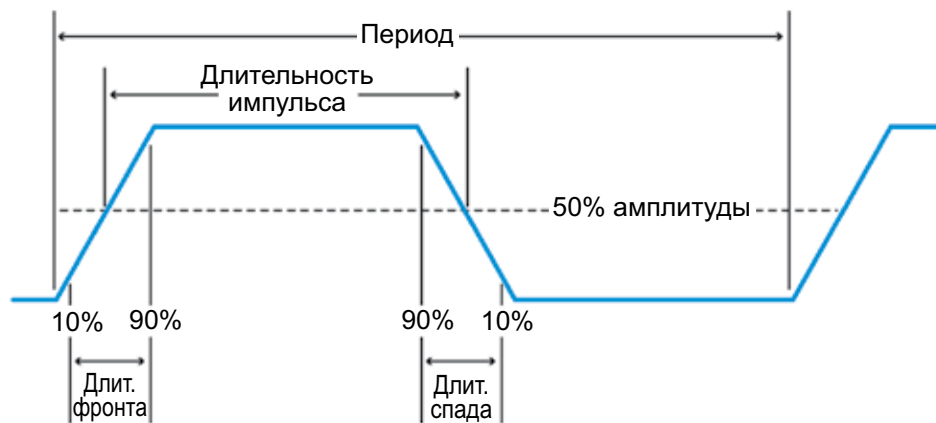 Период
Длительность
импульса
50% амплитуды
10%
90%
90%
10%
Длит.
фронта
Длит.
спада